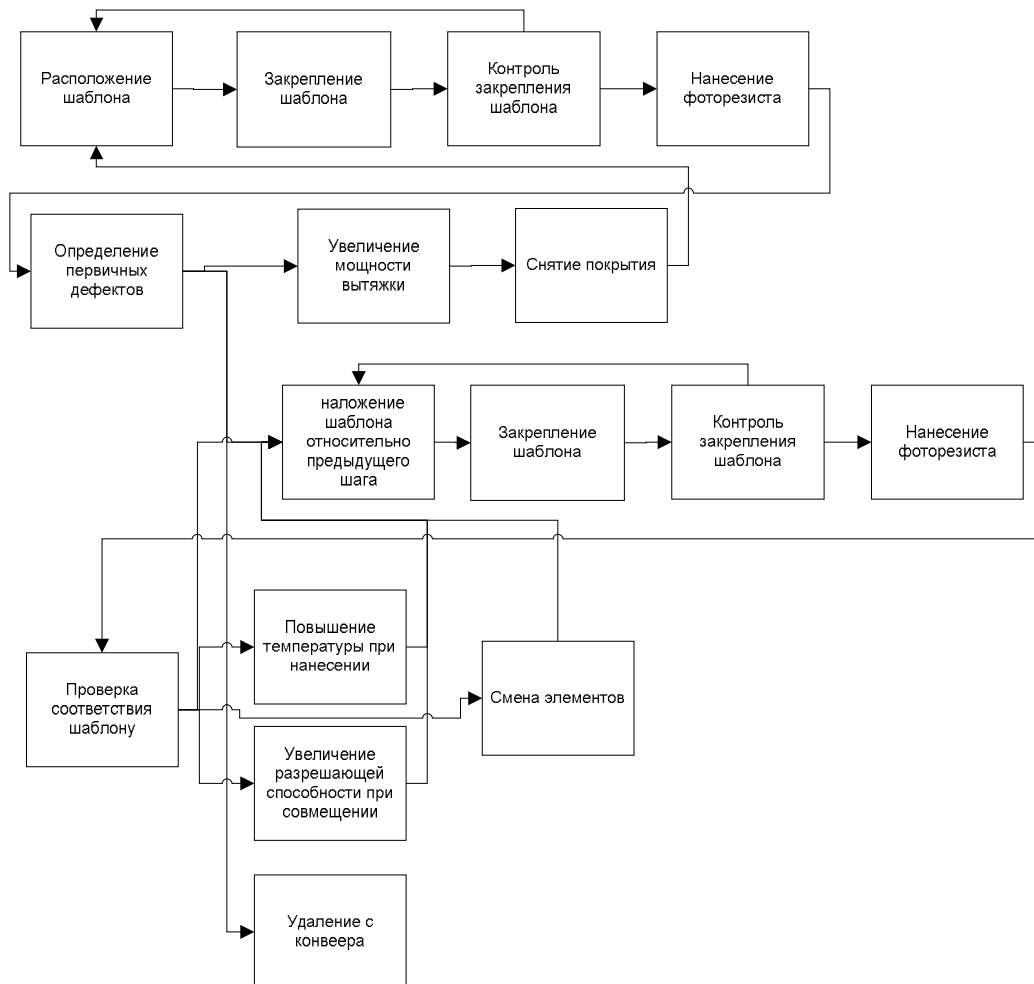 Расположение
шаблона
Закрепление
шаблона
Контроль
закрепления
шаблона
Нанесение
фоторезиста
Определение
первичных
дефектов
Увеличение
мощности
вытяжки
Снятие покрытия
наложение
шаблона
относительно
предыдущего
шага
Закрепление
шаблона
Контроль
закрепления
шаблона
Нанесение
фоторезиста
Повышение
температуры при
нанесении
Проверка
соответствия
шаблону
Смена элементов
Увеличение
разрешающей
способности при
совмещении
Удаление с
конвеера